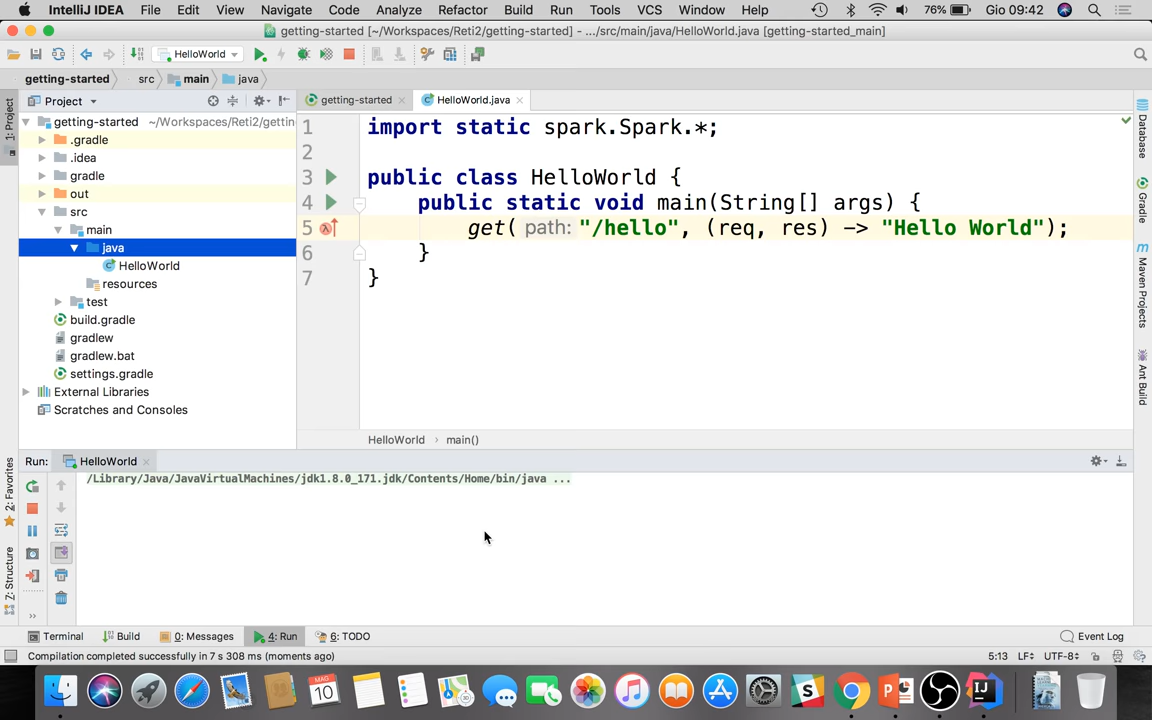 IntelliJ IDEA File Edit View Navigate Code Analyze Refactor Build Run Tools VCS Window Help 76% Gio 09:42
getting-started [~/Workspaces/Reti2/getting-started] - .../src/main/java/HelloWorld.java [getting-started_main]
HelloWorld
getting-started src main java
1: Project
Project
getting-started HelloWorld.java
getting-started ~/Workspaces/Reti2/gettin
.gradle
.idea
gradle
out
src
main
java
HelloWorld
resources
test
build.gradle
gradlew
gradlew.bat
settings.gradle
External Libraries
Scratches and Consoles
1 import static spark.Spark.*;
2
3 public class HelloWorld {
4 public static void main(String[] args) {
5 get( path: "/hello", (req, res) -> "Hello World");
6 }
7 }
Database
Gradle
Maven Projects
Ant Build
HelloWorld › main()
Run: HelloWorld
/Library/Java/JavaVirtualMachines/jdk1.8.0_171.jdk/Contents/Home/bin/java ...
2: Favorites
7: Structure
Terminal Build 0: Messages 4: Run 6: TODO Event Log
Compilation completed successfully in 7 s 308 ms (moments ago) 5:13 LF UTF-8
MAG
10